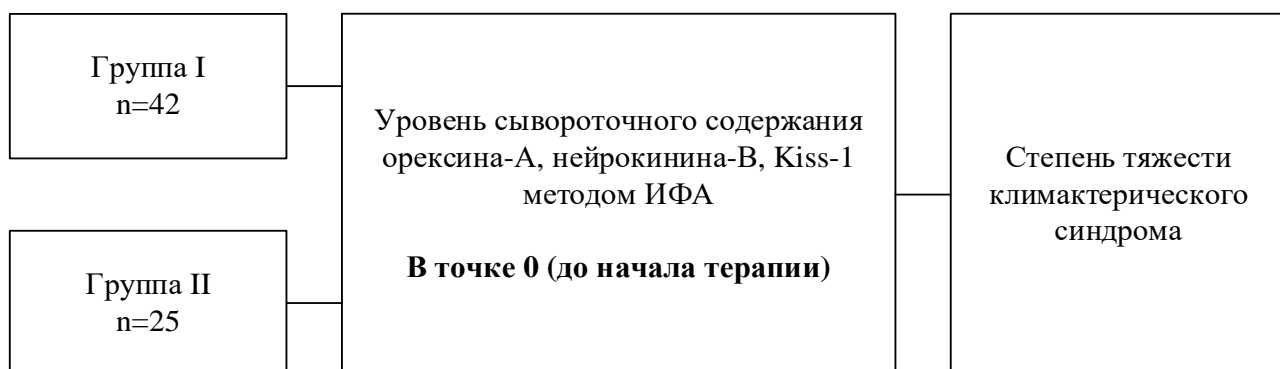 Группа I
n=42
Группа II
n=25
Уровень сывороточного содержания
орексина-А, нейрокинина-В, Kiss-1
методом ИФА
В точке 0 (до начала терапии)
Степень тяжести
климактерического
синдрома